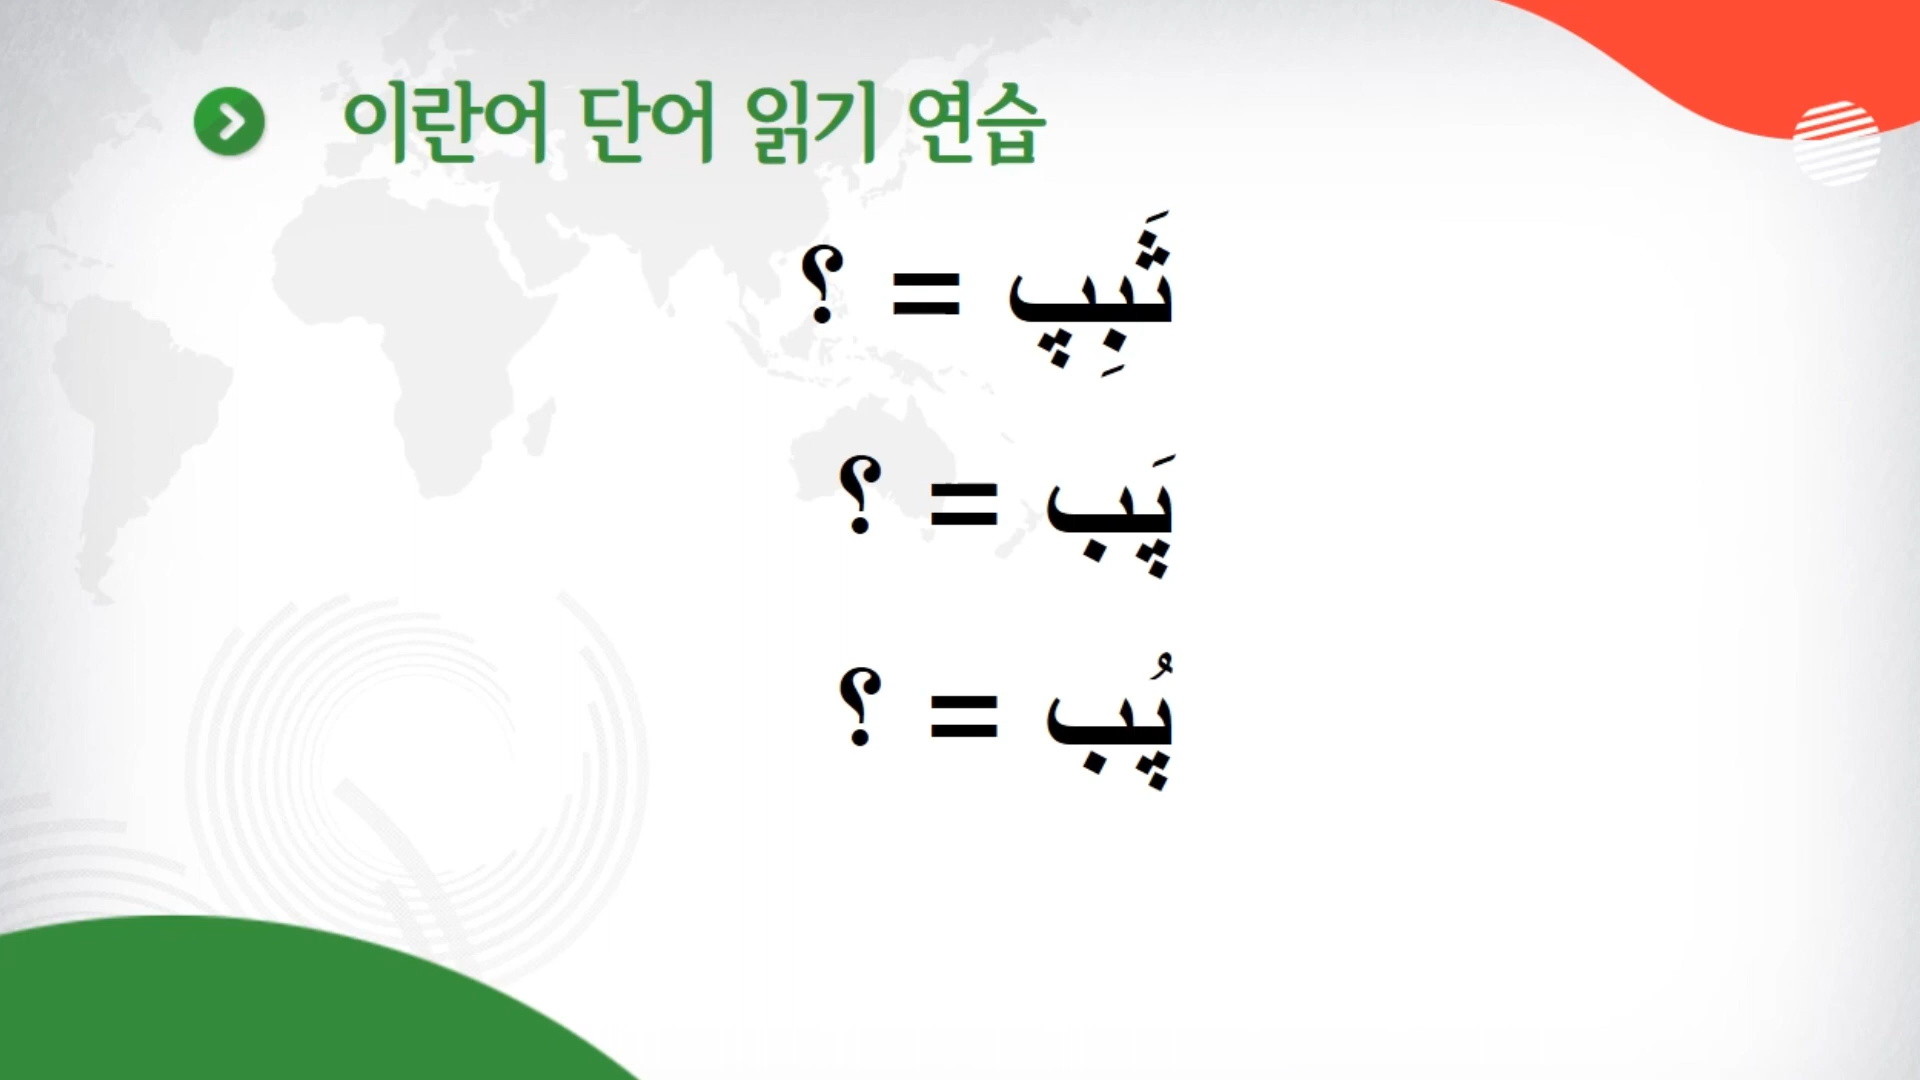 이란어 단어 읽기 연습
ثَبِپ = ؟
پَب = ؟
پُب = ؟